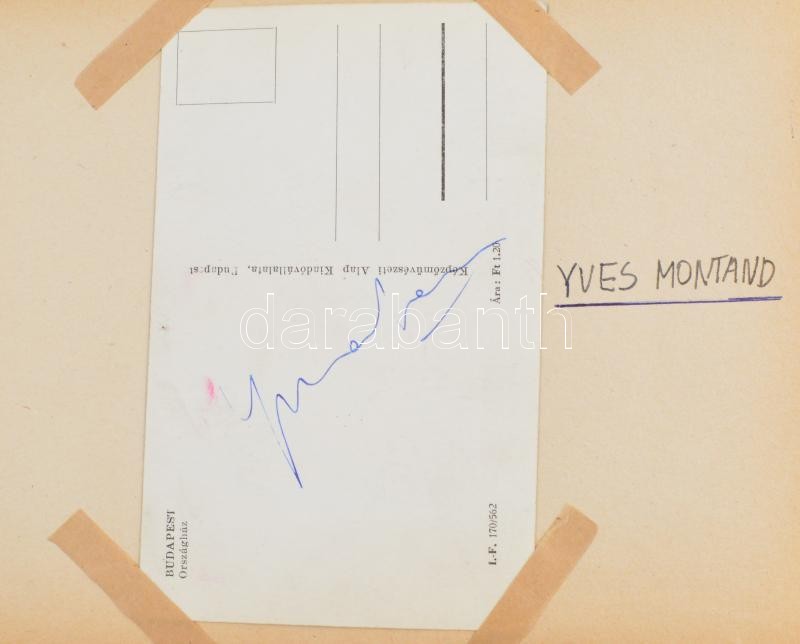 BUDAPEST
Országház
Képzőművészeti Alap Kiadóvállalata, Budapest
Ára: Ft 1.20
I.-F. 170/562
YVES MONTAND
darabanth